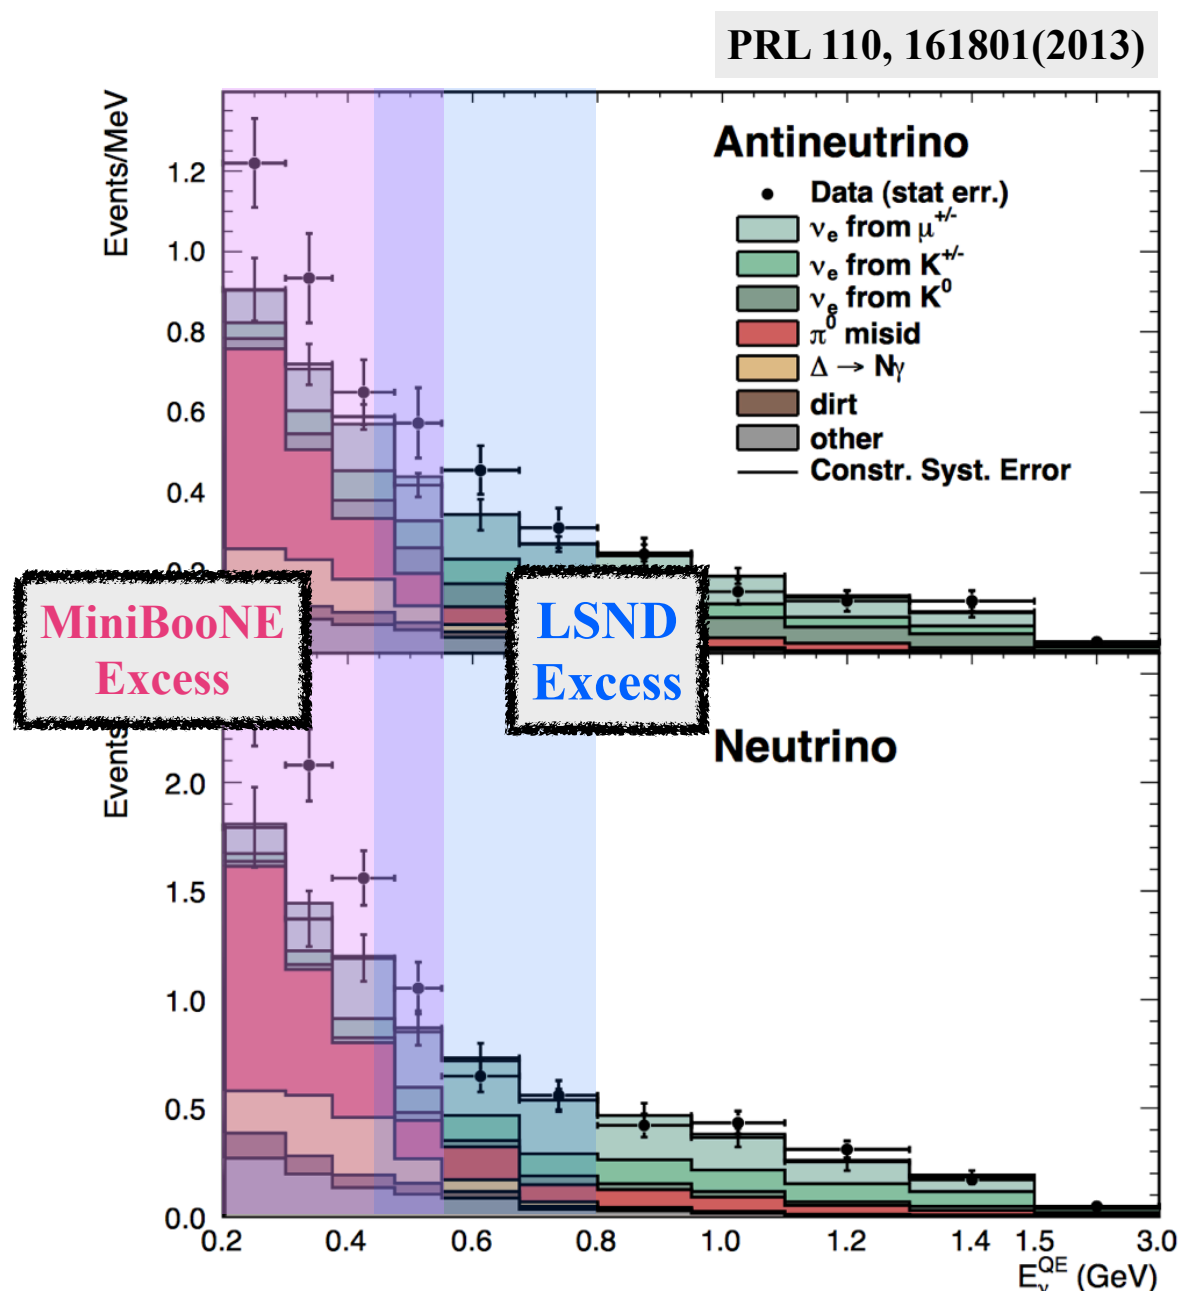 PRL 110, 161801(2013)
Events/MeV
Antineutrino
Data (stat err.)
νe from μ+/-
νe from K+/-
νe from K0
π0 misid
Δ → Nγ
dirt
other
Constr. Syst. Error
1.2
1.0
0.8
0.6
0.4
MiniBooNE
Excess
LSND
Excess
Neutrino
Events
2.0
1.5
1.0
0.5
0.0
0.2 0.4 0.6 0.8 1.0 1.2 1.4 1.5 3.0
EνQE (GeV)